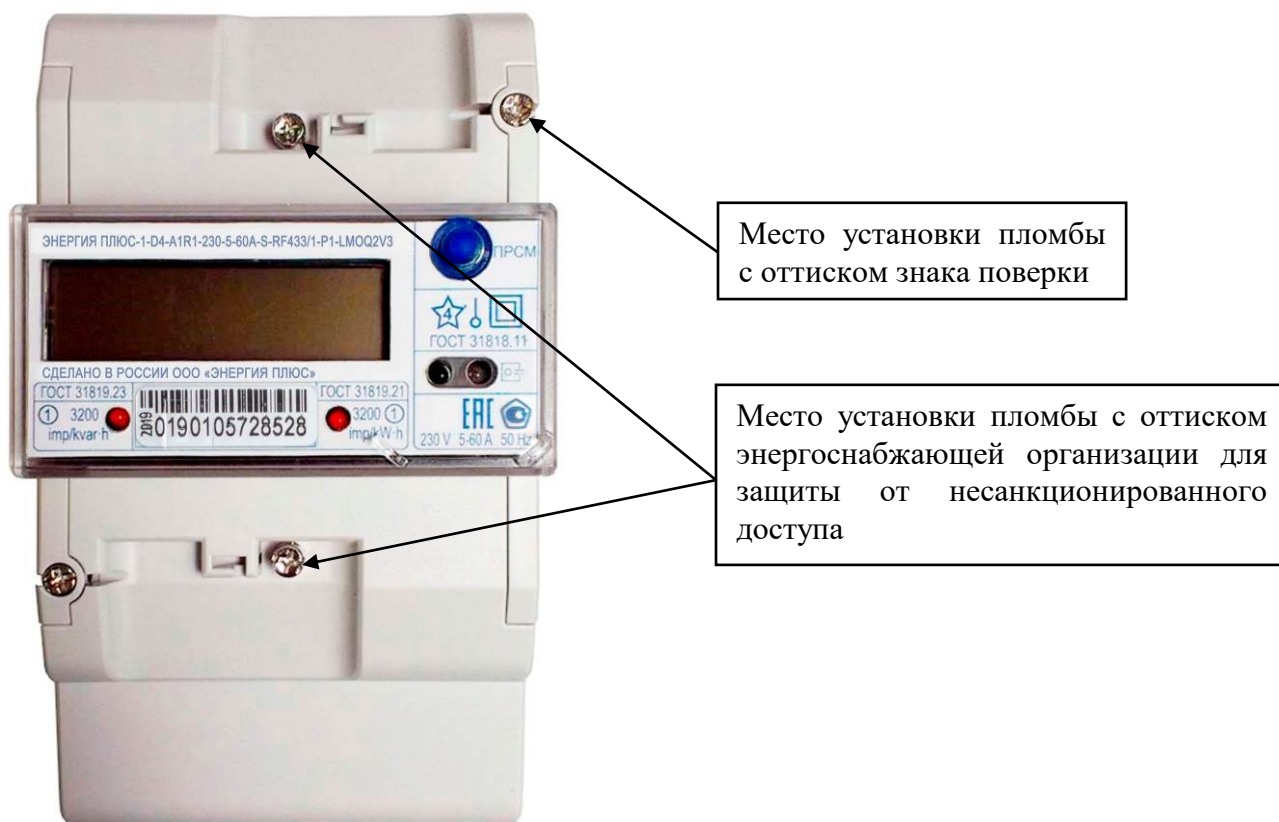 ЭНЕРГИЯ ПЛЮС-1-D4-A1R1-230-5-60A-S-RF433/1-P1-LMOQ2V3
ПРСМ
4
ГОСТ 31818.11
СДЕЛАНО В РОССИИ ООО «ЭНЕРГИЯ ПЛЮС»
ГОСТ 31819.23
ГОСТ 31819.21
1 3200
imp/kvar·h
2019
0190105728528
3200 1
imp/kW·h
EAC
230 V 5-60 A 50 Hz
Место установки пломбы
с оттиском знака поверки
Место установки пломбы с оттиском
энергоснабжающей организации для
защиты от несанкционированного
доступа